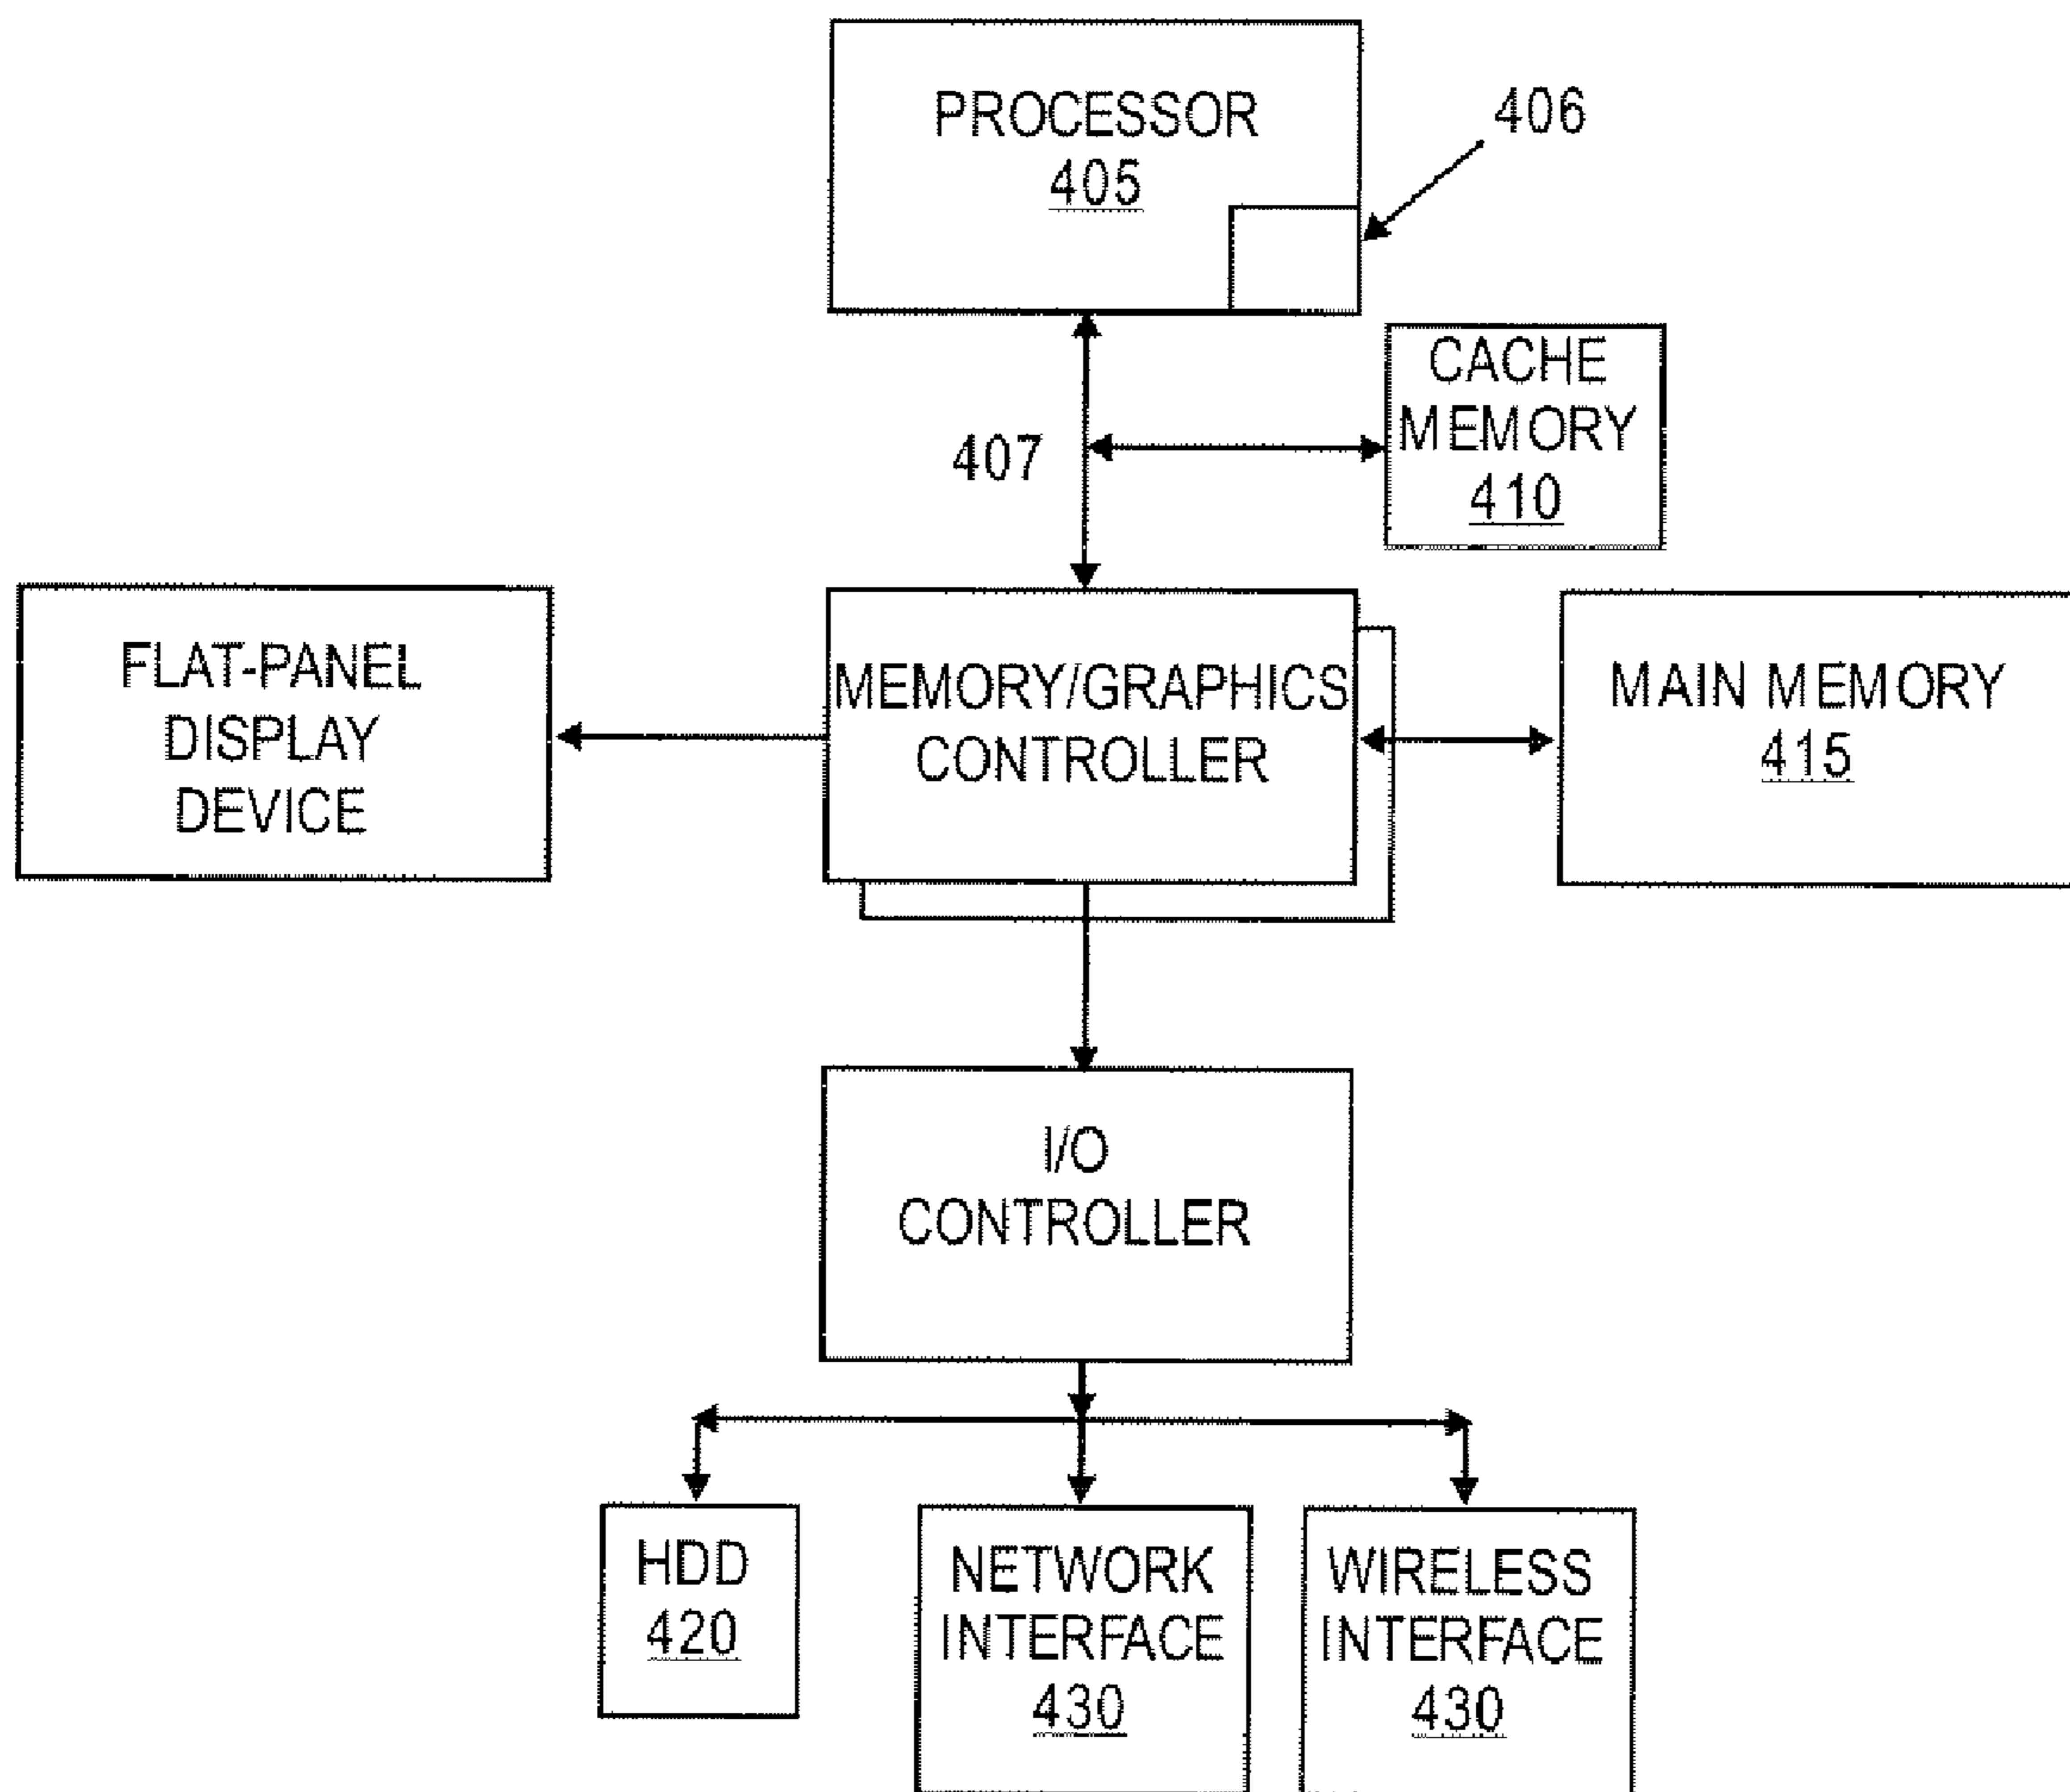 PROCESSOR
405
406
CACHE
MEMORY
410
407
FLAT-PANEL
DISPLAY
DEVICE
MEMORY/GRAPHICS
CONTROLLER
MAIN MEMORY
415
I/O
CONTROLLER
HDD
420
NETWORK
INTERFACE
430
WIRELESS
INTERFACE
430